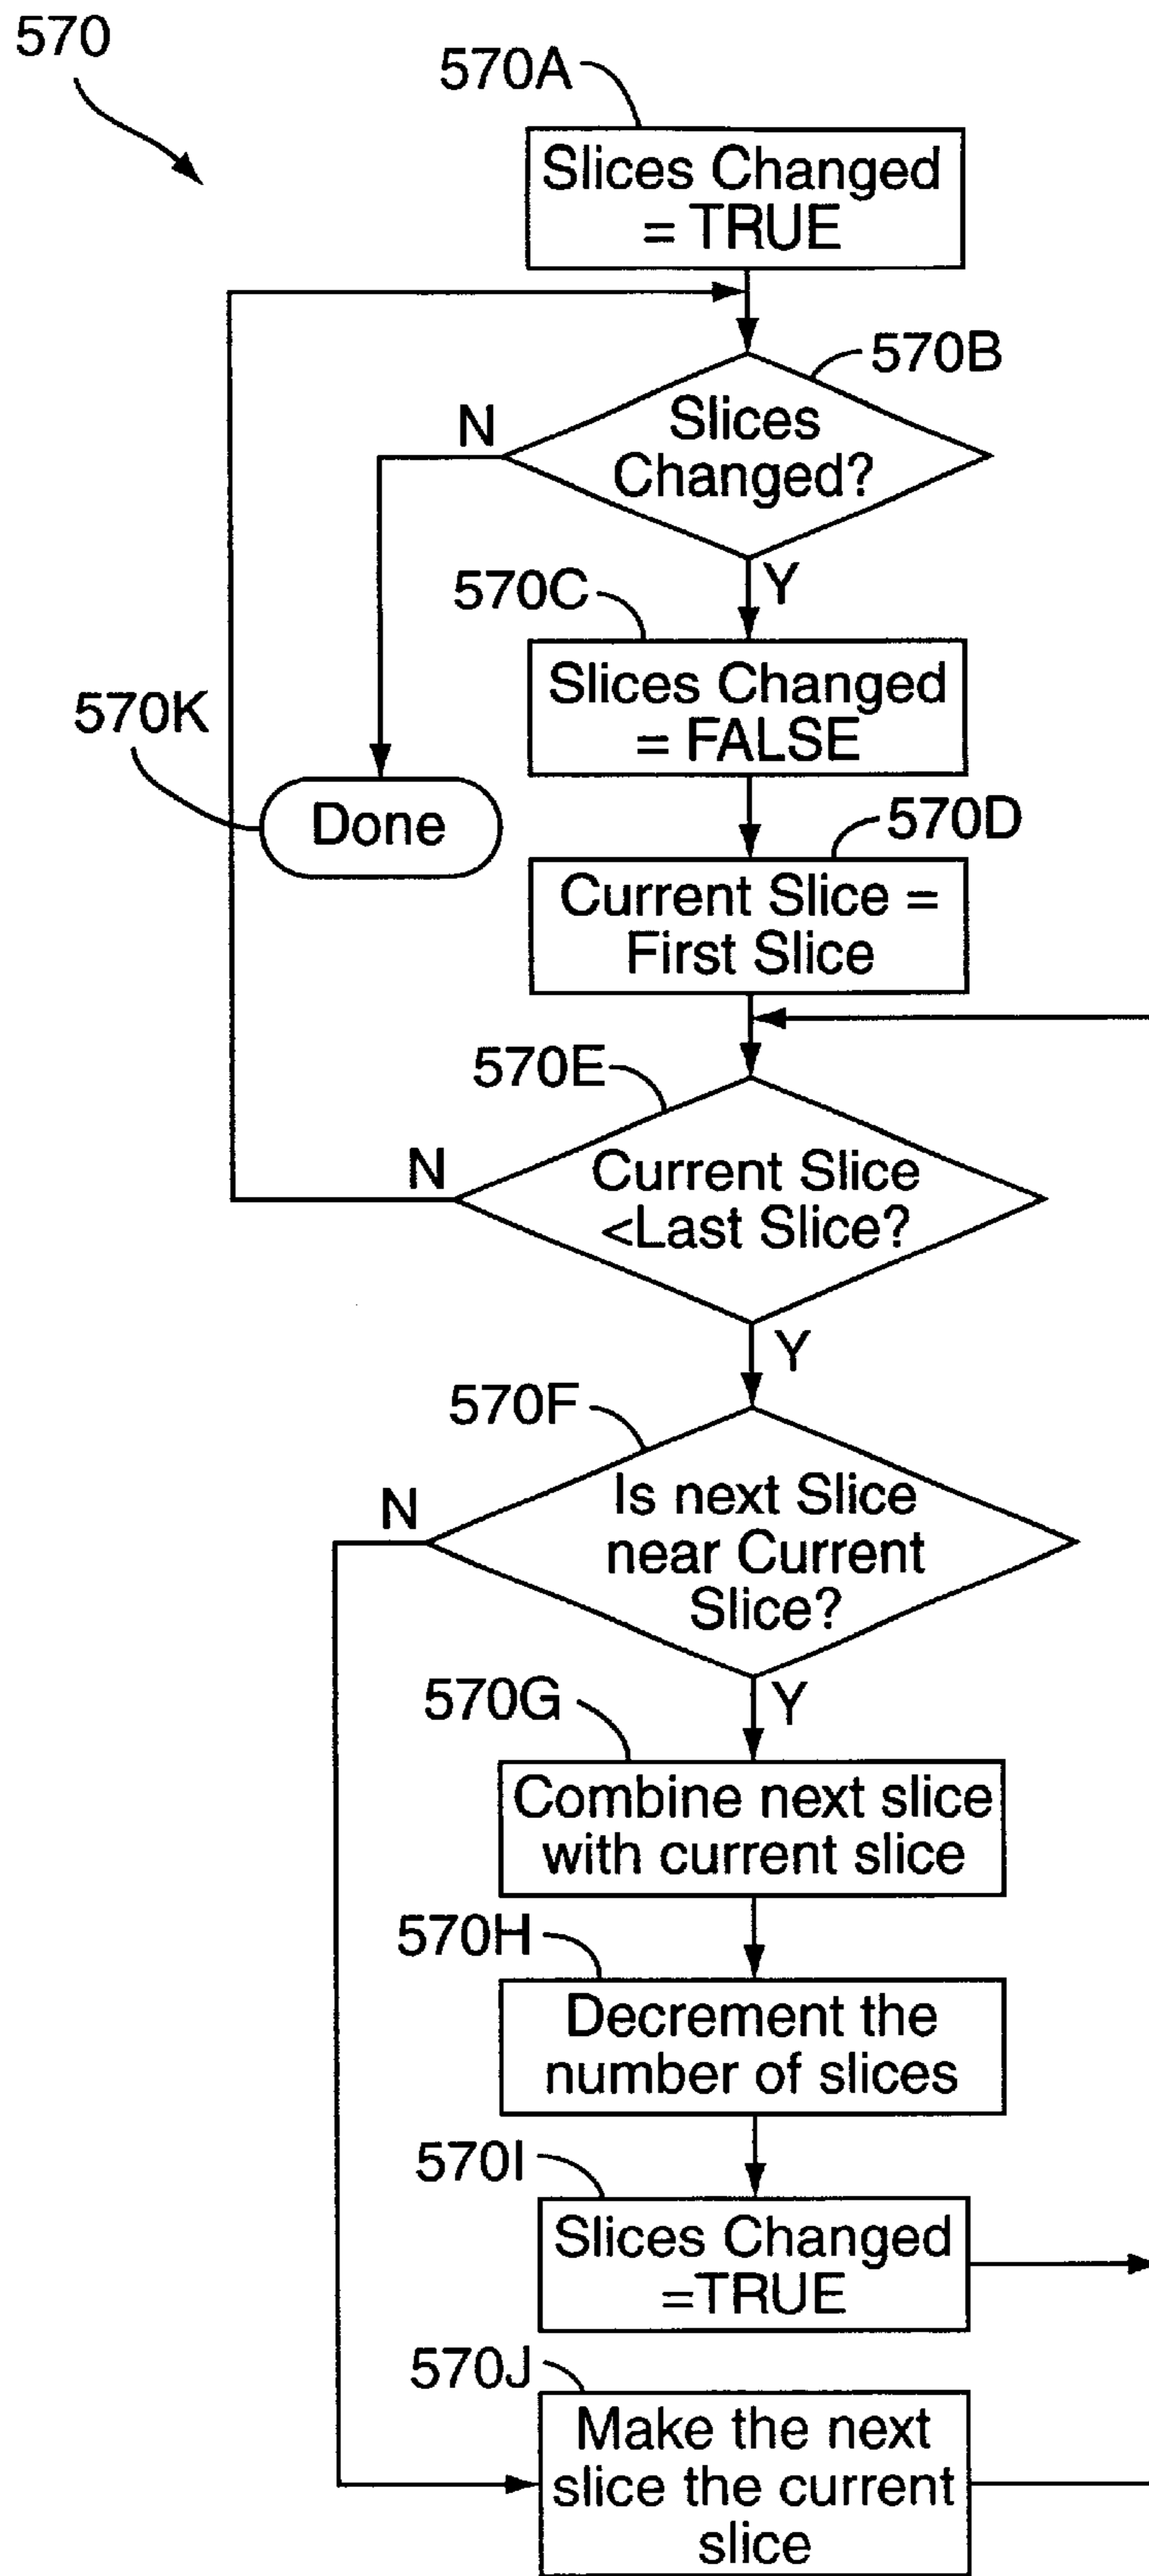 570
570A
Slices Changed
= TRUE
570B
Slices
Changed?
N
Y
570C
Slices Changed
= FALSE
570K
Done
570D
Current Slice =
First Slice
570E
N
Current Slice
<Last Slice?
Y
570F
N
Is next Slice
near Current
Slice?
Y
570G
Combine next slice
with current slice
570H
Decrement the
number of slices
570I
Slices Changed
=TRUE
570J
Make the next
slice the current
slice